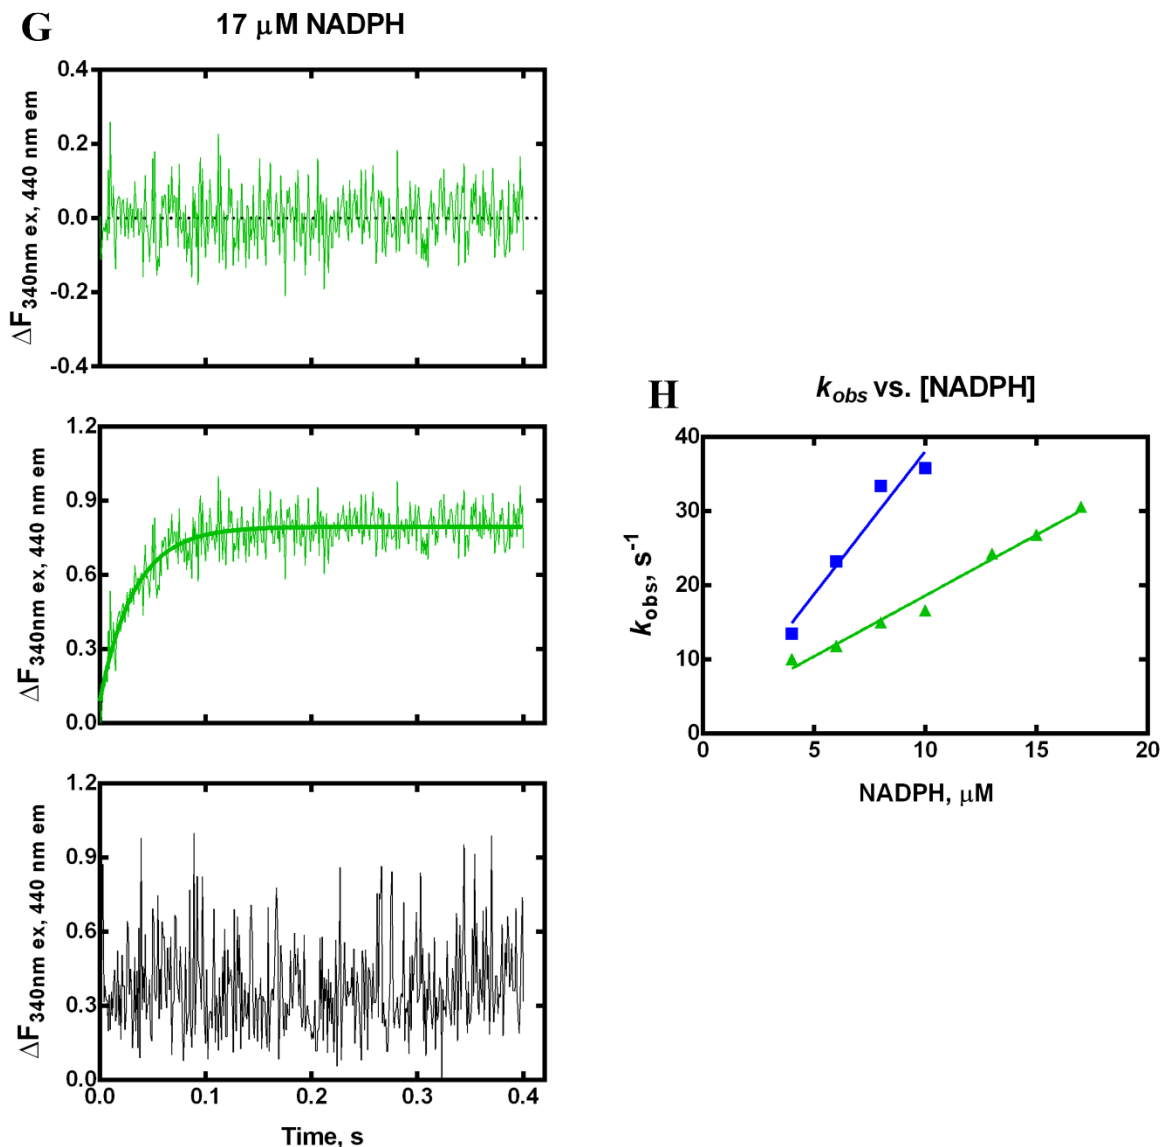 G
17 μM NADPH
0.4
0.2
0.0
-0.2
-0.4
ΔF340nm ex, 440 nm em
1.2
0.9
0.6
0.3
0.0
ΔF340nm ex, 440 nm em
1.2
0.9
0.6
0.3
0.0
ΔF340nm ex, 440 nm em
0.0 0.1 0.2 0.3 0.4
Time, s
H
kobs vs. [NADPH]
40
30
20
10
0
kobs, s-1
0 5 10 15 20
NADPH, μM